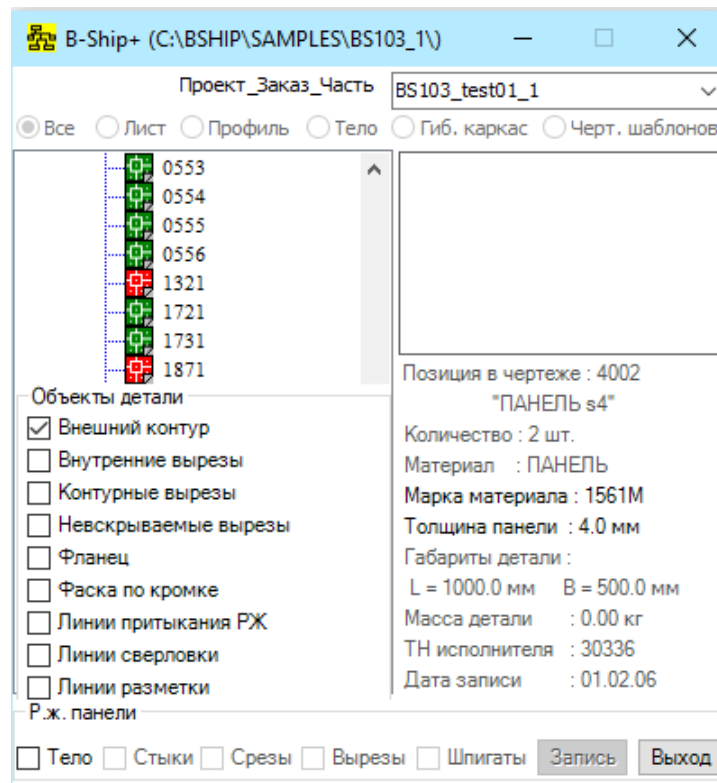 B-Ship+ (C:\BSHIP\SAMPLES\BS103_1\)
Проект_Заказ_Часть BS103_test01_1
Все Лист Профиль Тело Гиб. каркас Черт. шаблонов
0553
0554
0555
0556
1321
1721
1731
1871
Объекты детали
Внешний контур
Внутренние вырезы
Контурные вырезы
Невскрываемые вырезы
Фланец
Фаска по кромке
Линии притыкания РЖ
Линии сверловки
Линии разметки
Позиция в чертеже : 4002
"ПАНЕЛЬ s4"
Количество : 2 шт.
Материал : ПАНЕЛЬ
Марка материала : 1561М
Толщина панели : 4.0 мм
Габариты детали :
L = 1000.0 мм B = 500.0 мм
Масса детали : 0.00 кг
ТН исполнителя : 30336
Дата записи : 01.02.06
Р.ж. панели
Тело Стыки Срезы Вырезы Шпигаты Запись Выход